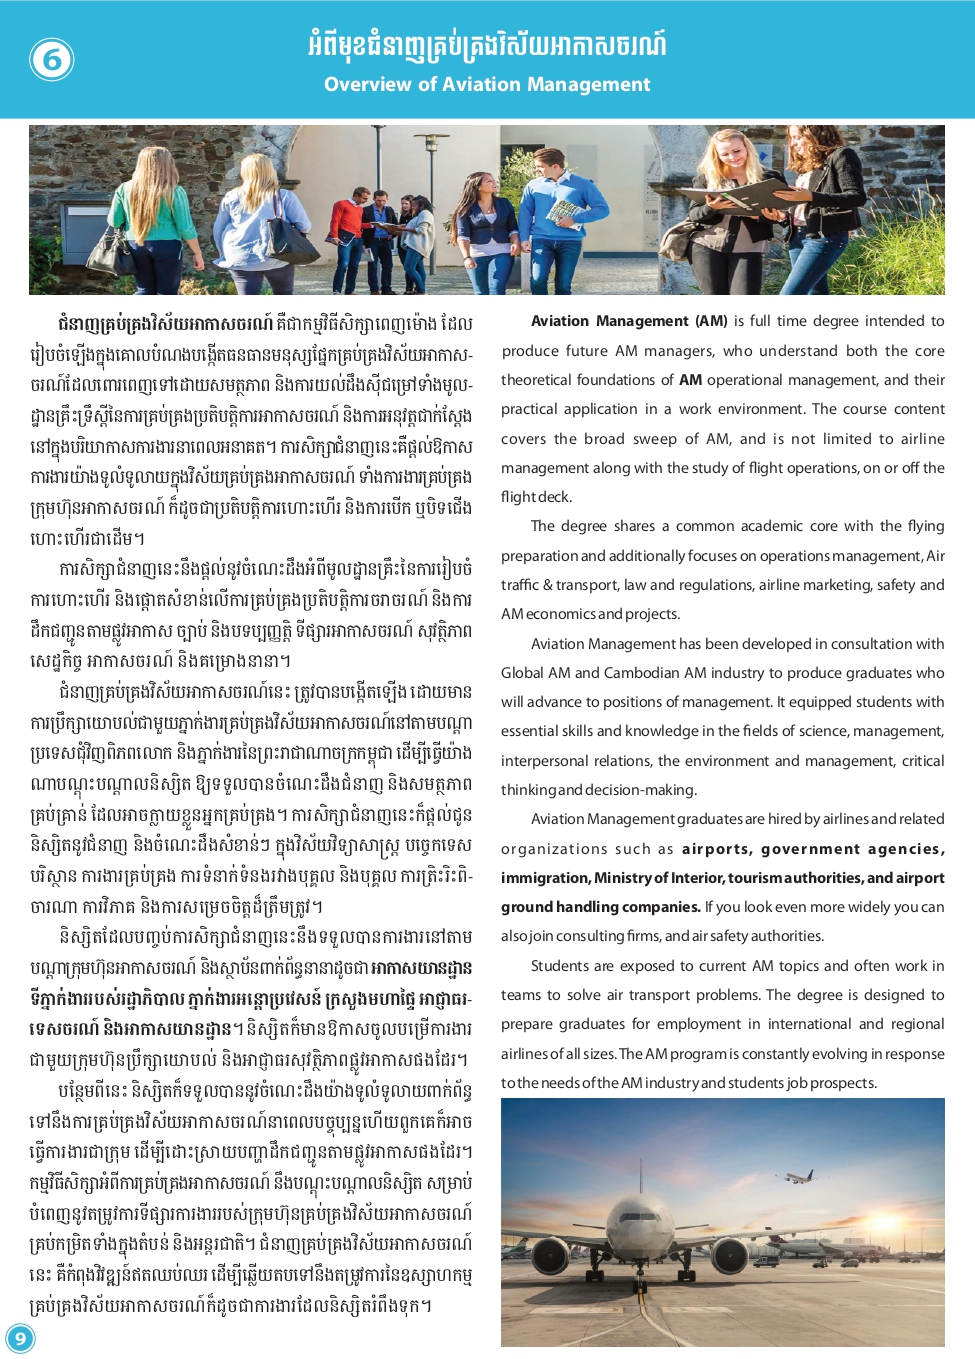 6
អំពីមុខជំនាញគ្រប់គ្រងវិស័យអាកាសចរណ៍
Overview of Aviation Management
ជំនាញគ្រប់គ្រងវិស័យអាកាសចរណ៍ គឺជាកម្មវិធីសិក្សាពេញម៉ោង ដែល
រៀបចំឡើងក្នុងគោលបំណងបង្កើតធនធានមនុស្សផ្នែកគ្រប់គ្រងវិស័យអាកាស-
ចរណ៍ដែលពោរពេញទៅដោយសមត្ថភាព និងការយល់ដឹងស៊ីជម្រៅទាំងមូល-
ដ្ឋានគ្រឹះទ្រឹស្តីនៃការគ្រប់គ្រងប្រតិបត្តិការអាកាសចរណ៍ និងការអនុវត្តជាក់ស្តែង
នៅក្នុងបរិយាកាសការងារនាពេលអនាគត។ ការសិក្សាជំនាញនេះគឺផ្តល់ឱកាស
ការងារយ៉ាងទូលំទូលាយក្នុងវិស័យគ្រប់គ្រងអាកាសចរណ៍ ទាំងការងារគ្រប់គ្រង
ក្រុមហ៊ុនអាកាសចរណ៍ ក៏ដូចជាប្រតិបត្តិការហោះហើរ និងការបើក ឬបិទជើង
ហោះហើរជាដើម។
ការសិក្សាជំនាញនេះនឹងផ្តល់នូវចំណេះដឹងអំពីមូលដ្ឋានគ្រឹះនៃការរៀបចំ
ការហោះហើរ និងផ្តោតសំខាន់លើការគ្រប់គ្រងប្រតិបត្តិការចរាចរណ៍ និងការ
ដឹកជញ្ជូនតាមផ្លូវអាកាស ច្បាប់ និងបទប្បញ្ញត្តិ ទីផ្សារអាកាសចរណ៍ សុវត្ថិភាព
សេដ្ឋកិច្ច អាកាសចរណ៍ និងគម្រោងនានា។
ជំនាញគ្រប់គ្រងវិស័យអាកាសចរណ៍នេះ ត្រូវបានបង្កើតឡើង ដោយមាន
ការប្រឹក្សាយោបល់ជាមួយភ្នាក់ងារគ្រប់គ្រងវិស័យអាកាសចរណ៍នៅតាមបណ្តា
ប្រទេសជុំវិញពិភពលោក និងភ្នាក់ងារនៃព្រះរាជាណាចក្រកម្ពុជា ដើម្បីធ្វើយ៉ាង
ណាបណ្តុះបណ្តាលនិស្សិត ឱ្យទទួលបានចំណេះដឹងជំនាញ និងសមត្ថភាព
គ្រប់គ្រាន់ ដែលអាចក្លាយខ្លួនអ្នកគ្រប់គ្រង។ ការសិក្សាជំនាញនេះក៏ផ្តល់ជូន
និស្សិតនូវជំនាញ និងចំណេះដឹងសំខាន់ៗ ក្នុងវិស័យវិទ្យាសាស្ត្រ បច្ចេកទេស
បរិស្ថាន ការងារគ្រប់គ្រង ការទំនាក់ទំនងរវាងបុគ្គល និងបុគ្គល ការត្រិះរិះពិ-
ចារណា ការវិភាគ និងការសម្រេចចិត្តដ៏ត្រឹមត្រូវ។
និស្សិតដែលបញ្ចប់ការសិក្សាជំនាញនេះនឹងទទួលបានការងារនៅតាម
បណ្តាក្រុមហ៊ុនអាកាសចរណ៍ និងស្ថាប័នពាក់ព័ន្ធនានាដូចជា អាកាសយានដ្ឋាន
ទីភ្នាក់ងាររបស់រដ្ឋាភិបាល ភ្នាក់ងារអន្តោប្រវេសន៍ ក្រសួងមហាផ្ទៃ អាជ្ញាធរ-
ទេសចរណ៍ និងអាកាសយានដ្ឋាន។ និស្សិតក៏មានឱកាសចូលបម្រើការងារ
ជាមួយក្រុមហ៊ុនប្រឹក្សាយោបល់ និងអាជ្ញាធរសុវត្ថិភាពផ្លូវអាកាសផងដែរ។
បន្ថែមពីនេះ និស្សិតក៏ទទួលបាននូវចំណេះដឹងយ៉ាងទូលំទូលាយពាក់ព័ន្ធ
ទៅនឹងការគ្រប់គ្រងវិស័យអាកាសចរណ៍នាពេលបច្ចុប្បន្នហើយពួកគេក៏អាច
ធ្វើការងារជាក្រុម ដើម្បីដោះស្រាយបញ្ហាដឹកជញ្ជូនតាមផ្លូវអាកាសផងដែរ។
កម្មវិធីសិក្សាអំពីការគ្រប់គ្រងអាកាសចរណ៍ នឹងបណ្តុះបណ្តាលនិស្សិត សម្រាប់
បំពេញនូវតម្រូវការទីផ្សារការងាររបស់ក្រុមហ៊ុនគ្រប់គ្រងវិស័យអាកាសចរណ៍
គ្រប់កម្រិតទាំងក្នុងតំបន់ និងអន្តរជាតិ។ ជំនាញគ្រប់គ្រងវិស័យអាកាសចរណ៍
នេះ គឺកំពុងវិវឌ្ឍន៍ឥតឈប់ឈរ ដើម្បីឆ្លើយតបទៅនឹងតម្រូវការនៃឧស្សាហកម្ម
គ្រប់គ្រងវិស័យអាកាសចរណ៍ក៏ដូចជាការងារដែលនិស្សិតរំពឹងទុក។
Aviation Management (AM) is full time degree intended to
produce future AM managers, who understand both the core
theoretical foundations of AM operational management, and their
practical application in a work environment. The course content
covers the broad sweep of AM, and is not limited to airline
management along with the study of flight operations, on or off the
flight deck.
The degree shares a common academic core with the flying
preparation and additionally focuses on operations management, Air
traffic & transport, law and regulations, airline marketing, safety and
AM economics and projects.
Aviation Management has been developed in consultation with
Global AM and Cambodian AM industry to produce graduates who
will advance to positions of management. It equipped students with
essential skills and knowledge in the fields of science, management,
interpersonal relations, the environment and management, critical
thinking and decision-making.
Aviation Management graduates are hired by airlines and related
organizations such as airports, government agencies,
immigration, Ministry of Interior, tourism authorities, and airport
ground handling companies. If you look even more widely you can
also join consulting firms, and air safety authorities.
Students are exposed to current AM topics and often work in
teams to solve air transport problems. The degree is designed to
prepare graduates for employment in international and regional
airlines of all sizes. The AM program is constantly evolving in response
to the needs of the AM industry and students job prospects.
9